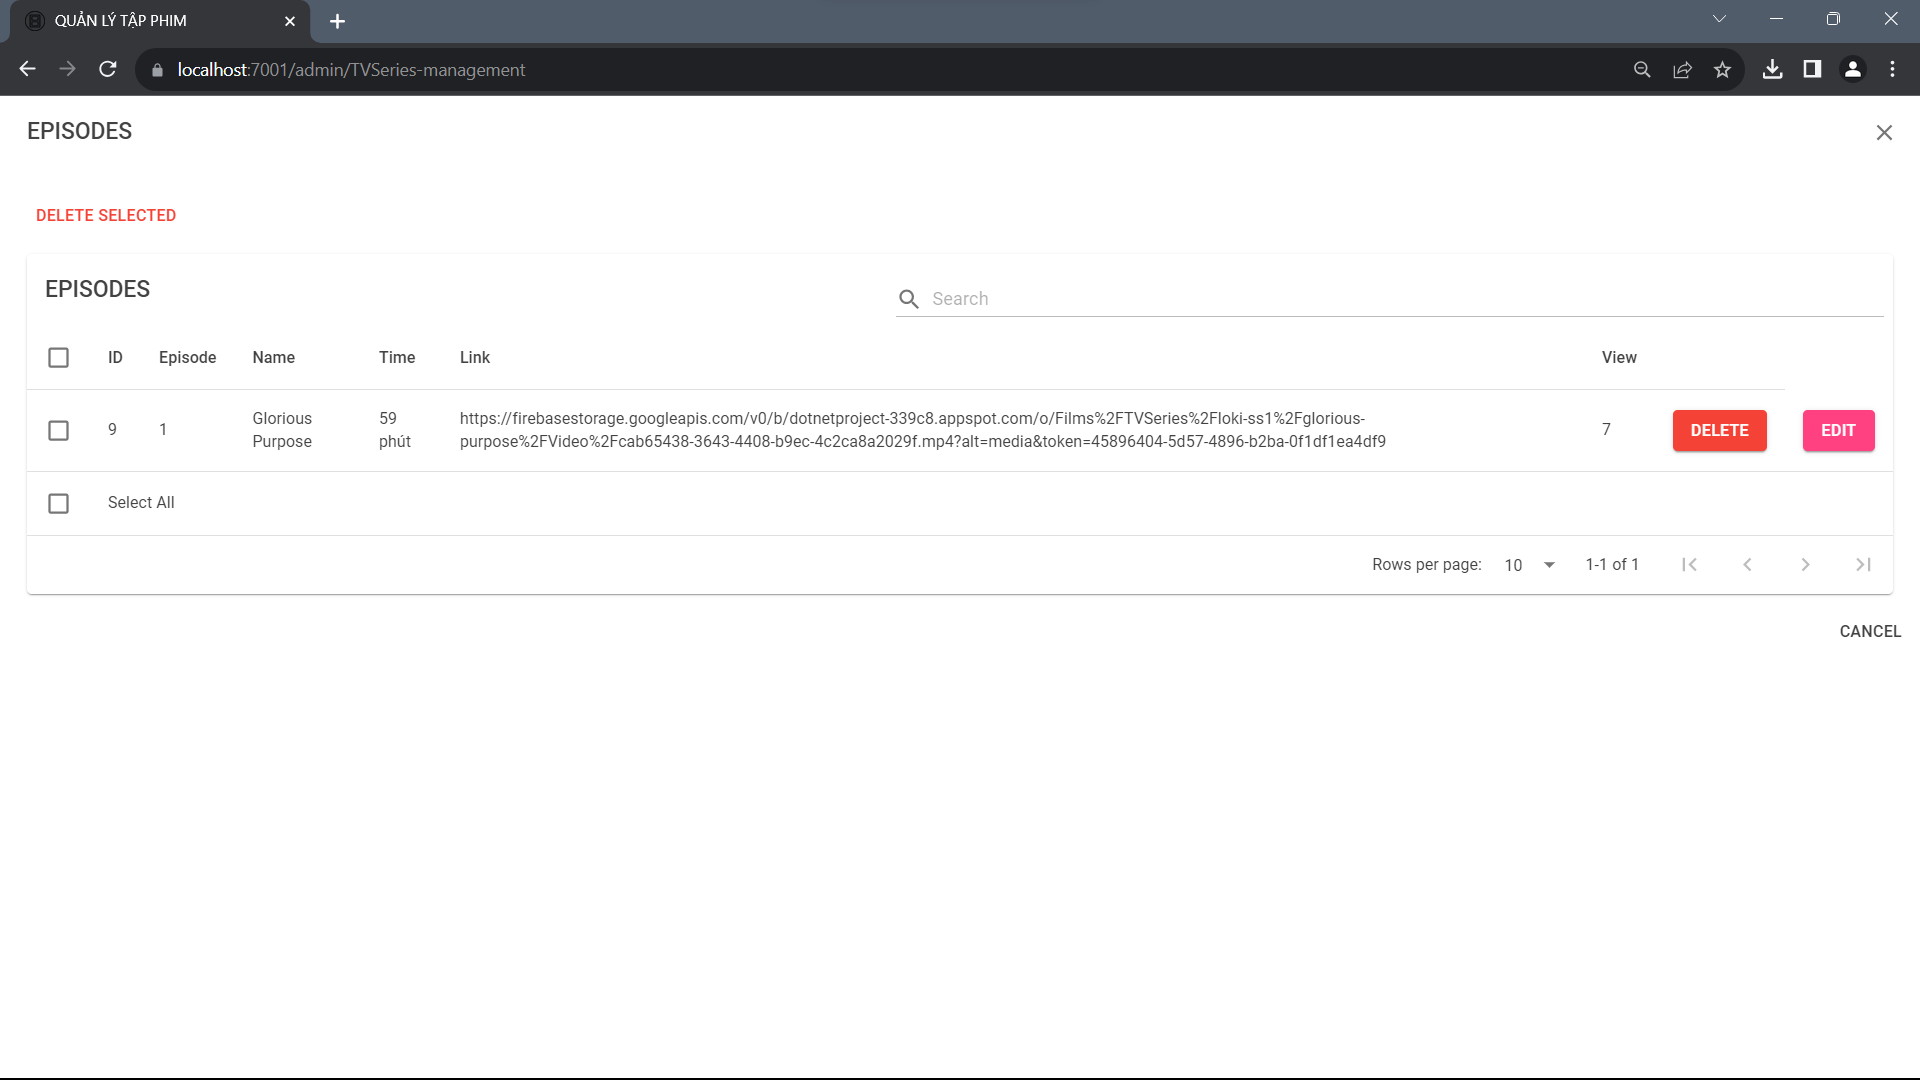 QUẢN LÝ TẬP PHIM
localhost:7001/admin/TVSeries-management
EPISODES
DELETE SELECTED
EPISODES
Search
ID Episode Name Time Link View
9 1 Glorious Purpose 59 phút https://firebasestorage.googleapis.com/v0/b/dotnetproject-339c8.appspot.com/o/Films%2FTVSeries%2Floki-ss1%2Fglorious-
purpose%2FVideo%2Fcab65438-3643-4408-b9ec-4c2ca8a2029f.mp4?alt=media&token=45896404-5d57-4896-b2ba-0f1df1ea4df9 7 DELETE EDIT
Select All
Rows per page: 10 1-1 of 1
CANCEL